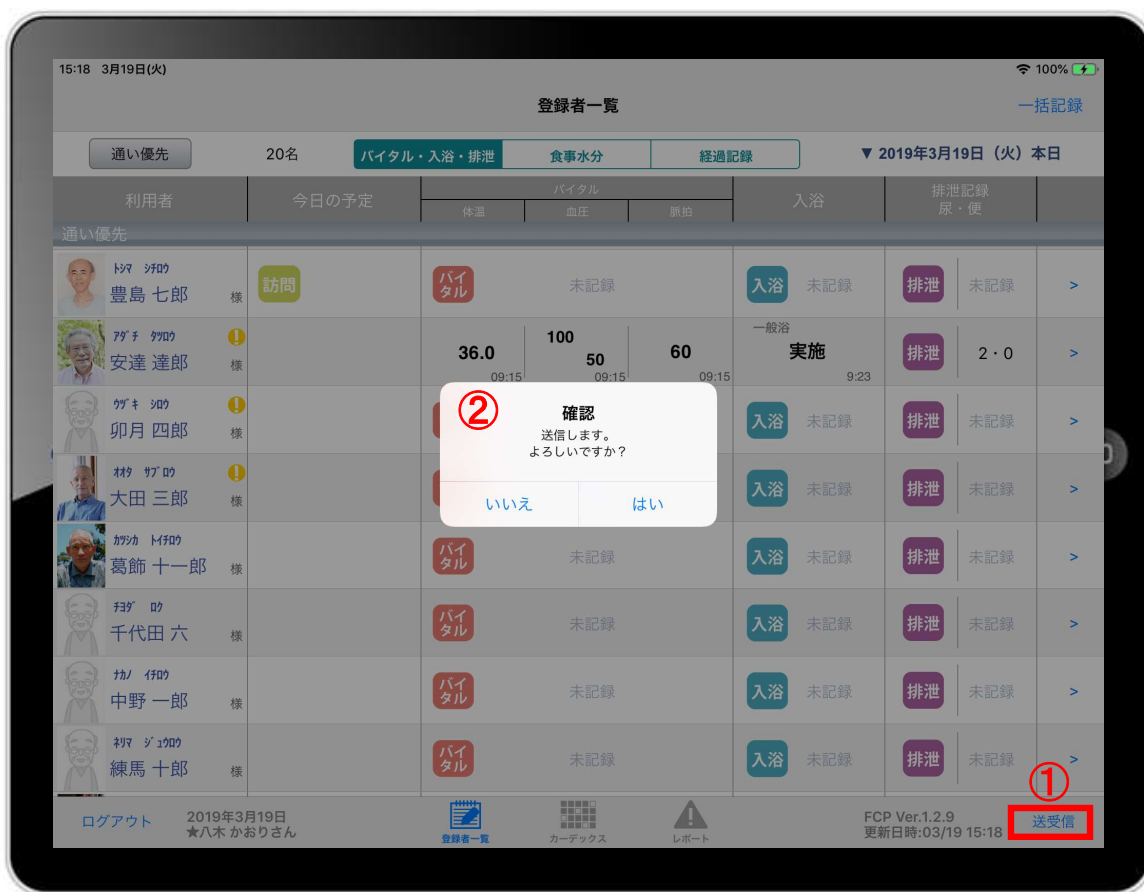 15:18 3月19日(火) 100%
登録者一覧 一括記録
通い優先 20名 バイタル・入浴・排泄 食事水分 経過記録 ▼ 2019年3月19日（火）本日
利用者 今日の予定 バイタル 入浴 排泄記録
体温 血圧 脈拍 尿・便
通い優先
トシマ シチロウ
豊島 七郎 様 訪問 バイタル 未記録 入浴 未記録 排泄 未記録 >
アダチ タツロウ 一般浴
安達 達郎 様 36.0 100 50 60 実施 排泄 2・0 >
09:15 09:15 09:15 9:23
ウヅキ シロウ
卯月 四郎 様 入浴 未記録 排泄 未記録 >
オオタ サブロウ
大田 三郎 様 入浴 未記録 排泄 未記録 >
② 確認
送信します。
よろしいですか？
いいえ はい
カツシカ トイチロウ
葛飾 十一郎 様 バイタル 未記録 入浴 未記録 排泄 未記録 >
チヨダ ロク
千代田 六 様 バイタル 未記録 入浴 未記録 排泄 未記録 >
ナカノ イチロウ
中野 一郎 様 バイタル 未記録 入浴 未記録 排泄 未記録 >
ネリマ ジュウロウ
練馬 十郎 様 バイタル 未記録 入浴 未記録 排泄 未記録 >
①
ログアウト 2019年3月19日 FCP Ver.1.2.9 送受信
★八木 かおりさん 更新日時:03/19 15:18
登録者一覧 カーデックス レポート